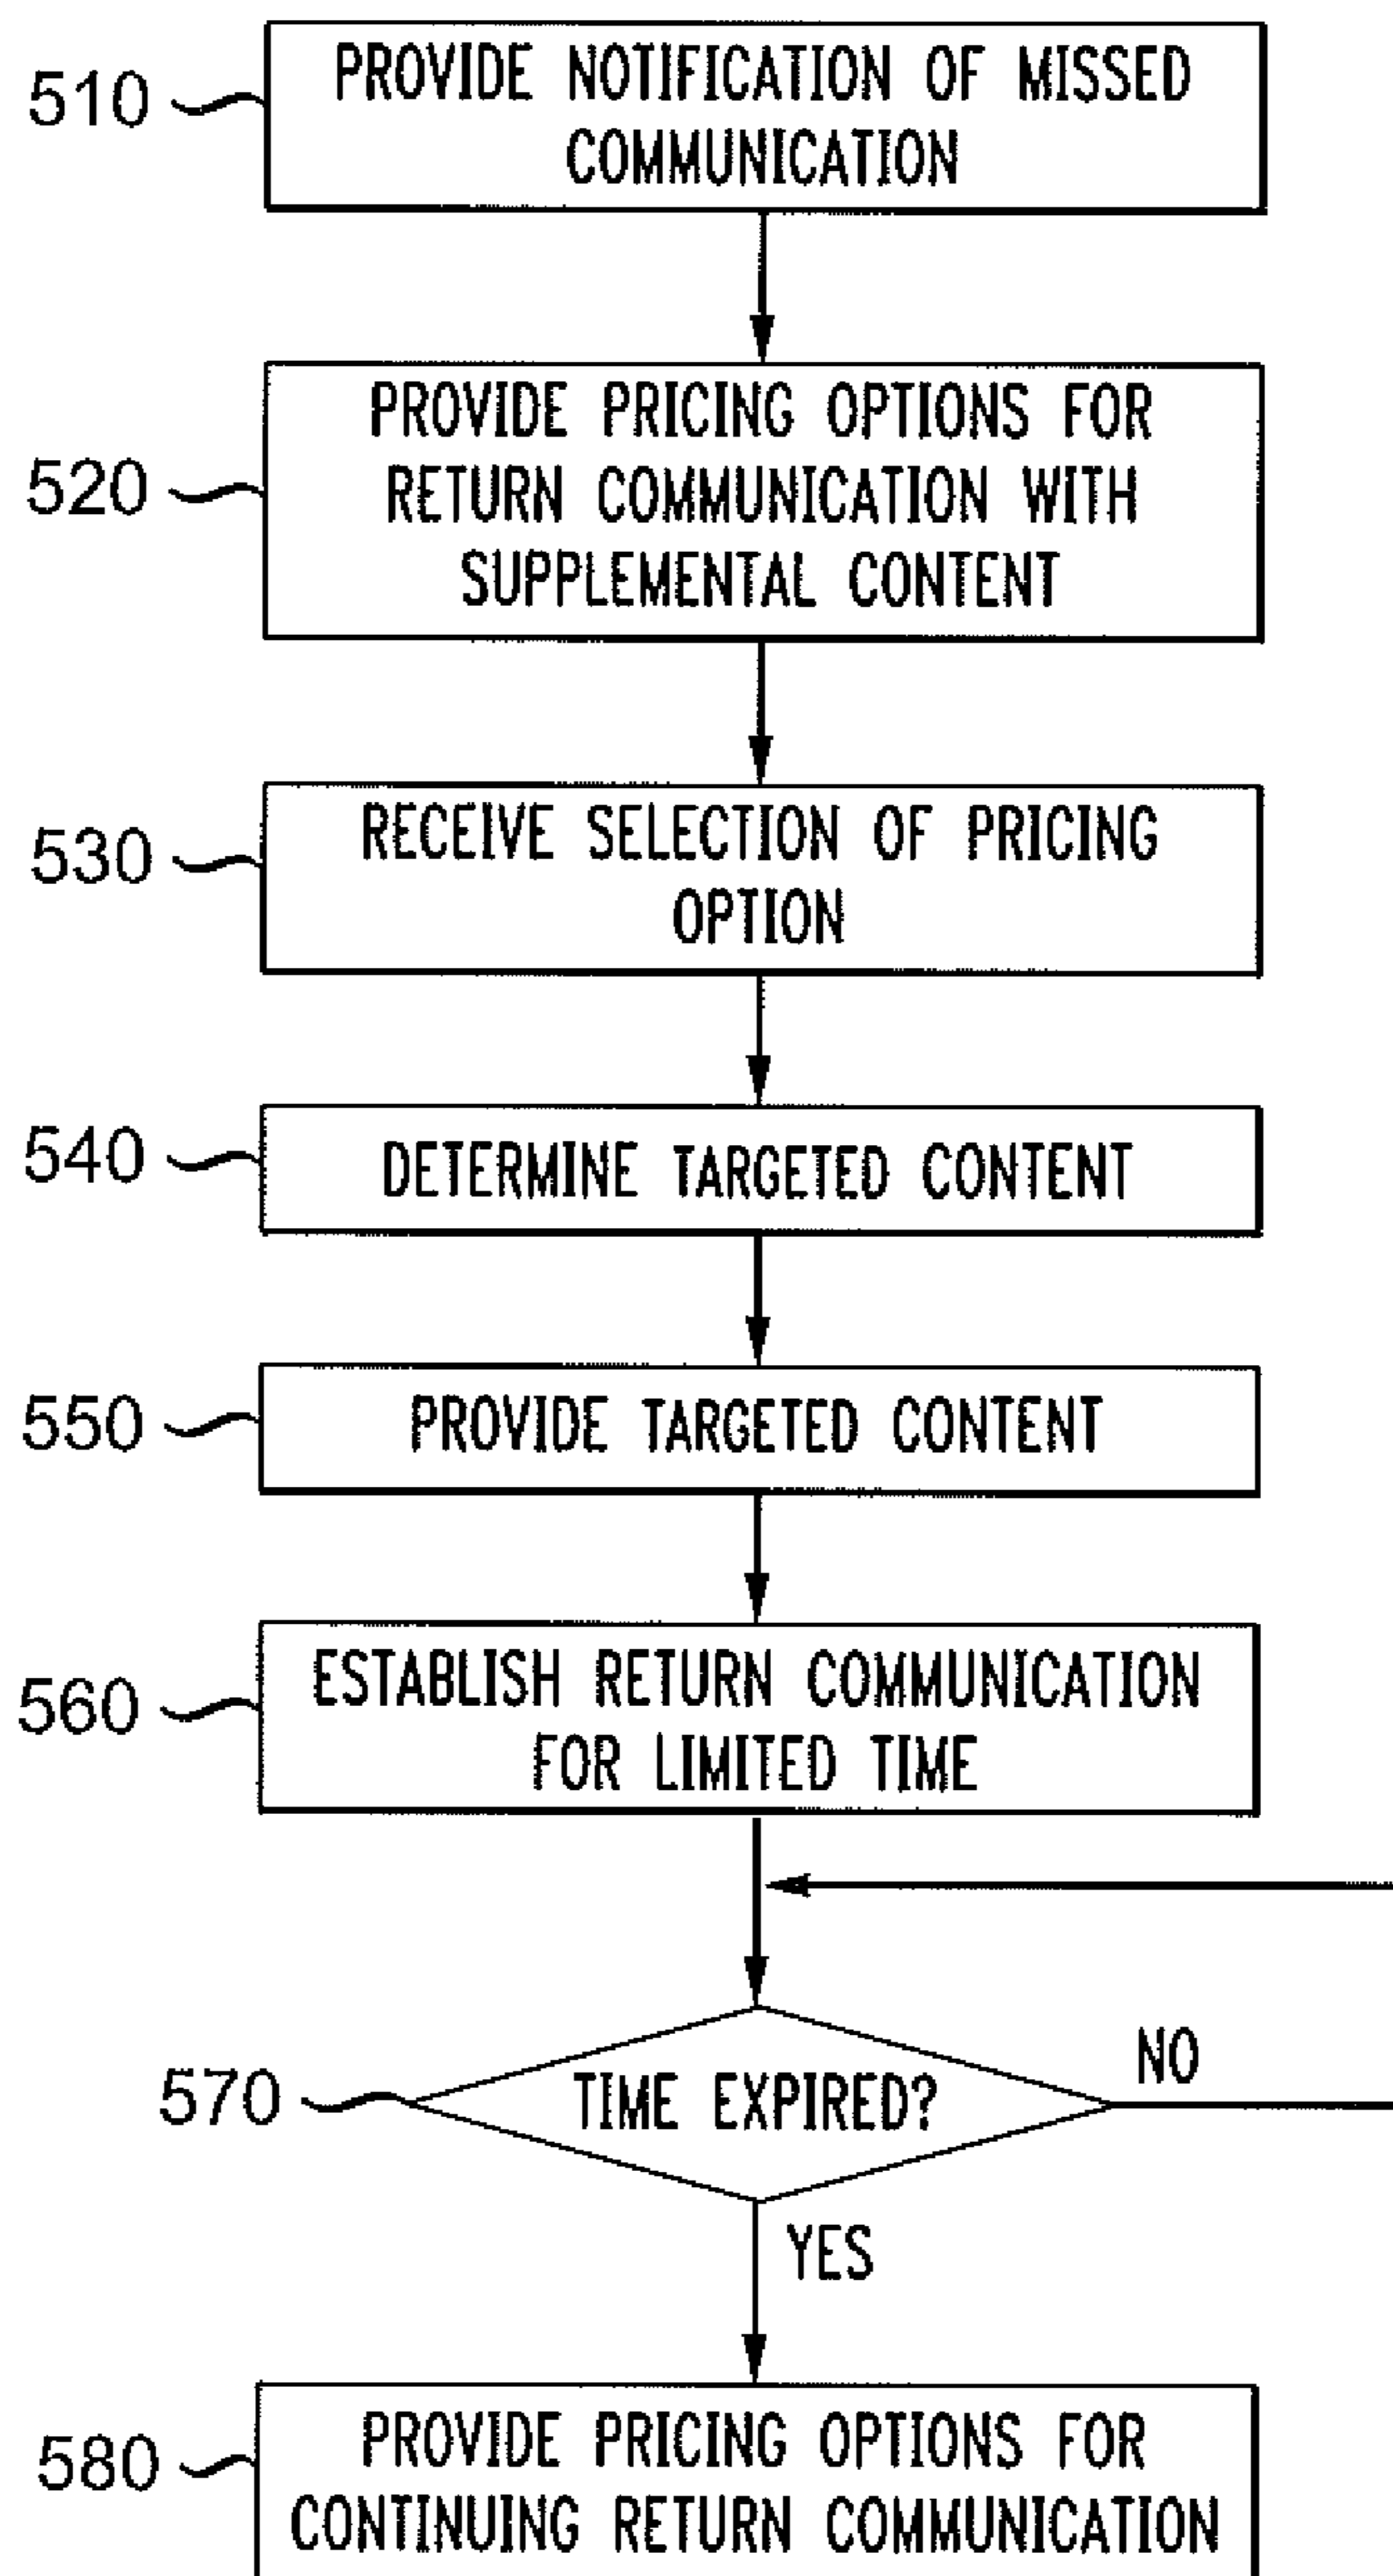 510
PROVIDE NOTIFICATION OF MISSED
COMMUNICATION
520
PROVIDE PRICING OPTIONS FOR
RETURN COMMUNICATION WITH
SUPPLEMENTAL CONTENT
530
RECEIVE SELECTION OF PRICING
OPTION
540
DETERMINE TARGETED CONTENT
550
PROVIDE TARGETED CONTENT
560
ESTABLISH RETURN COMMUNICATION
FOR LIMITED TIME
570
TIME EXPIRED?
NO
YES
580
PROVIDE PRICING OPTIONS FOR
CONTINUING RETURN COMMUNICATION